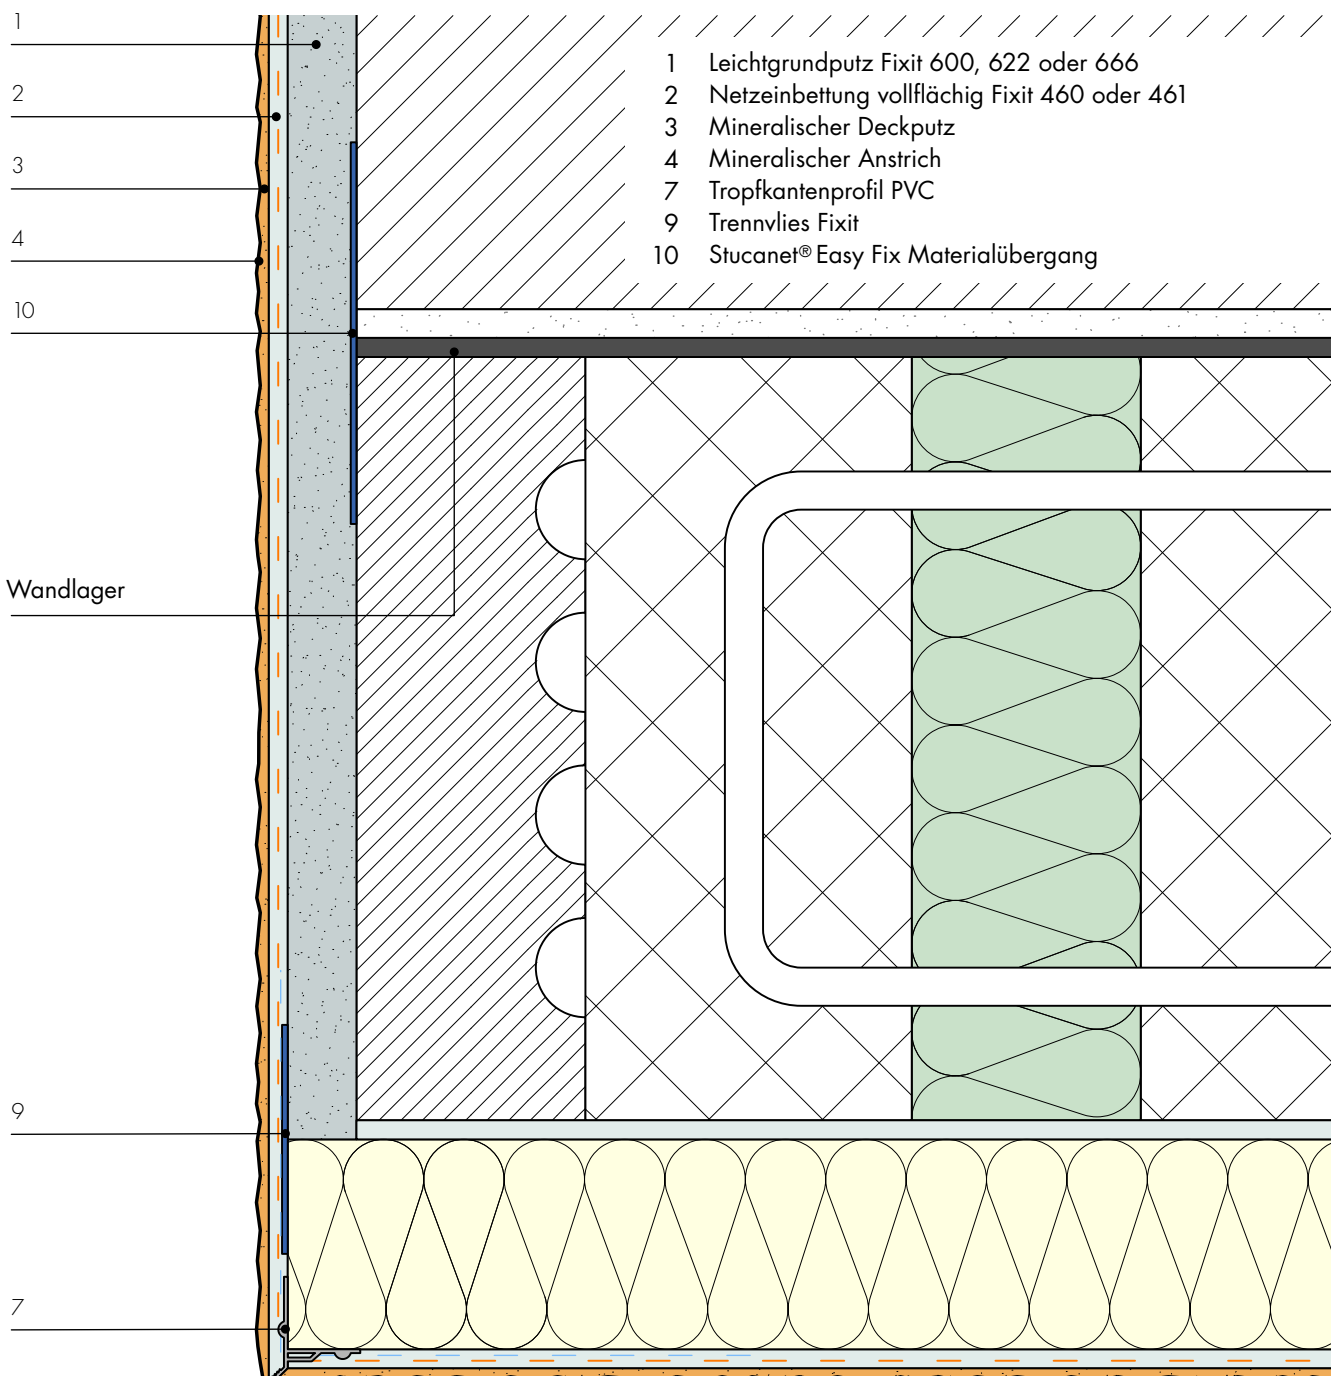 1
2
3
4
10
Wandlager
9
7
1 Leichtgrundputz Fixit 600, 622 oder 666
2 Netzeinbettung vollflächig Fixit 460 oder 461
3 Mineralischer Deckputz
4 Mineralischer Anstrich
7 Tropfkantenprofil PVC
9 Trennvlies Fixit
10 Stucanet® Easy Fix Materialübergang